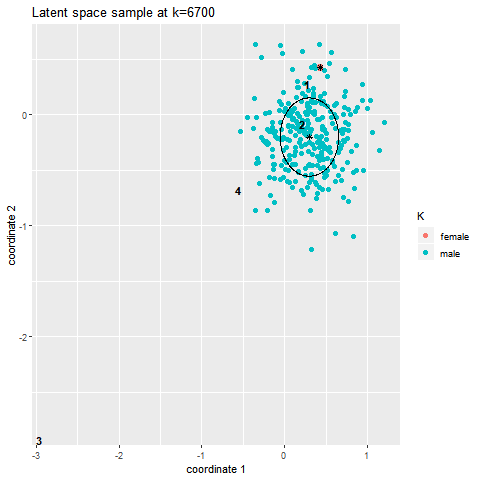 Latent space sample at k=6700
coordinate 2
0
-1
-2
1
2
4
3
*
*
-3
-2
-1
0
1
coordinate 1
K
female
male